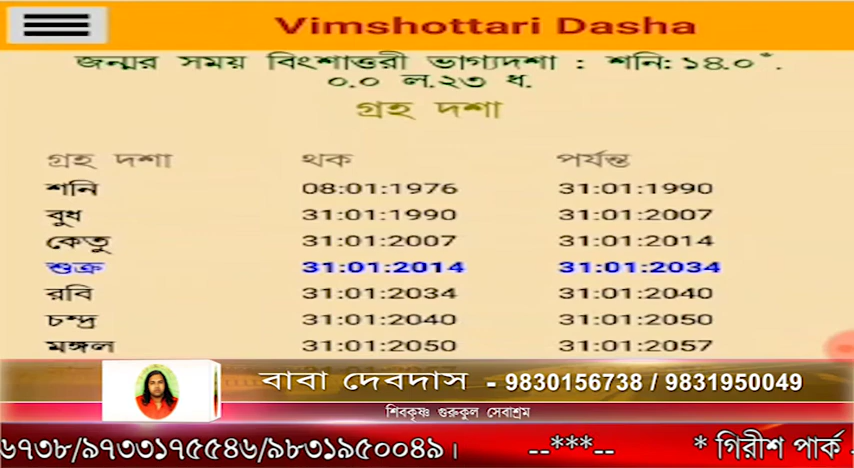 Vimshottari Dasha
জন্মর সময় বিংশাত্তরী ভাগ্যদশা : শনি: ১৪.০ ঁ.
০.০ ল.২৩ ধ.
গ্রহ দশা
গ্রহ দশা থক পর্যন্ত
শনি 08:01:1976 31:01:1990
বুধ 31:01:1990 31:01:2007
কেতু 31:01:2007 31:01:2014
শুক্র 31:01:2014 31:01:2034
রবি 31:01:2034 31:01:2040
চন্দ্র 31:01:2040 31:01:2050
মঙ্গল 31:01:2050 31:01:2057
বাবা দেবদাস - 9830156738 / 9831950049
শিবকৃষ্ণ গুরুকুল সেবাশ্রম
৬৭৩৮/৯৭৩৩১৭৫৫৪৬/৯৮৩১৯৫০০৪৯। --***-- * গিরীশ পার্ক -